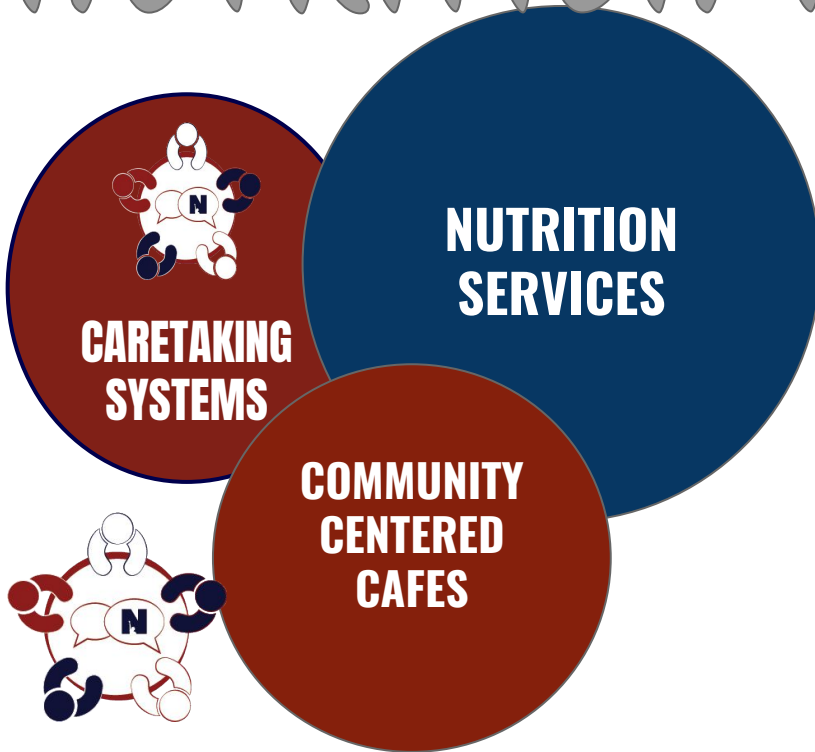 N
CARETAKING
SYSTEMS
NUTRITION
SERVICES
COMMUNITY
CENTERED
CAFES
N